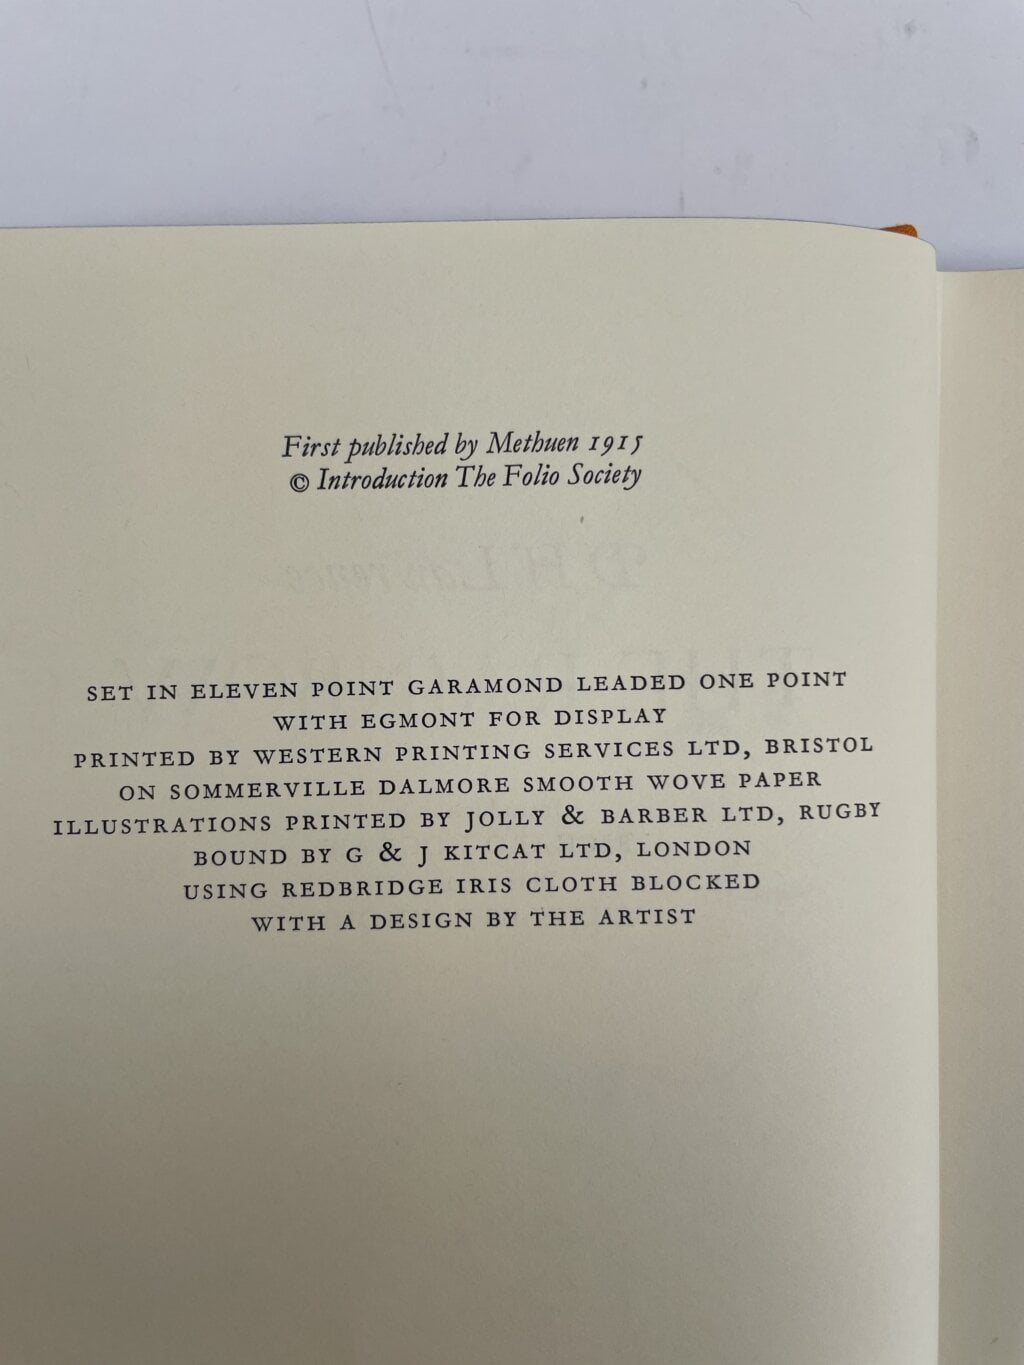 First published by Methuen 1915
© Introduction The Folio Society
D H Lawrence
SET IN ELEVEN POINT GARAMOND LEADED ONE POINT
WITH EGMONT FOR DISPLAY
PRINTED BY WESTERN PRINTING SERVICES LTD, BRISTOL
ON SOMMERVILLE DALMORE SMOOTH WOVE PAPER
ILLUSTRATIONS PRINTED BY JOLLY & BARBER LTD, RUGBY
BOUND BY G & J KITCAT LTD, LONDON
USING REDBRIDGE IRIS CLOTH BLOCKED
WITH A DESIGN BY THE ARTIST